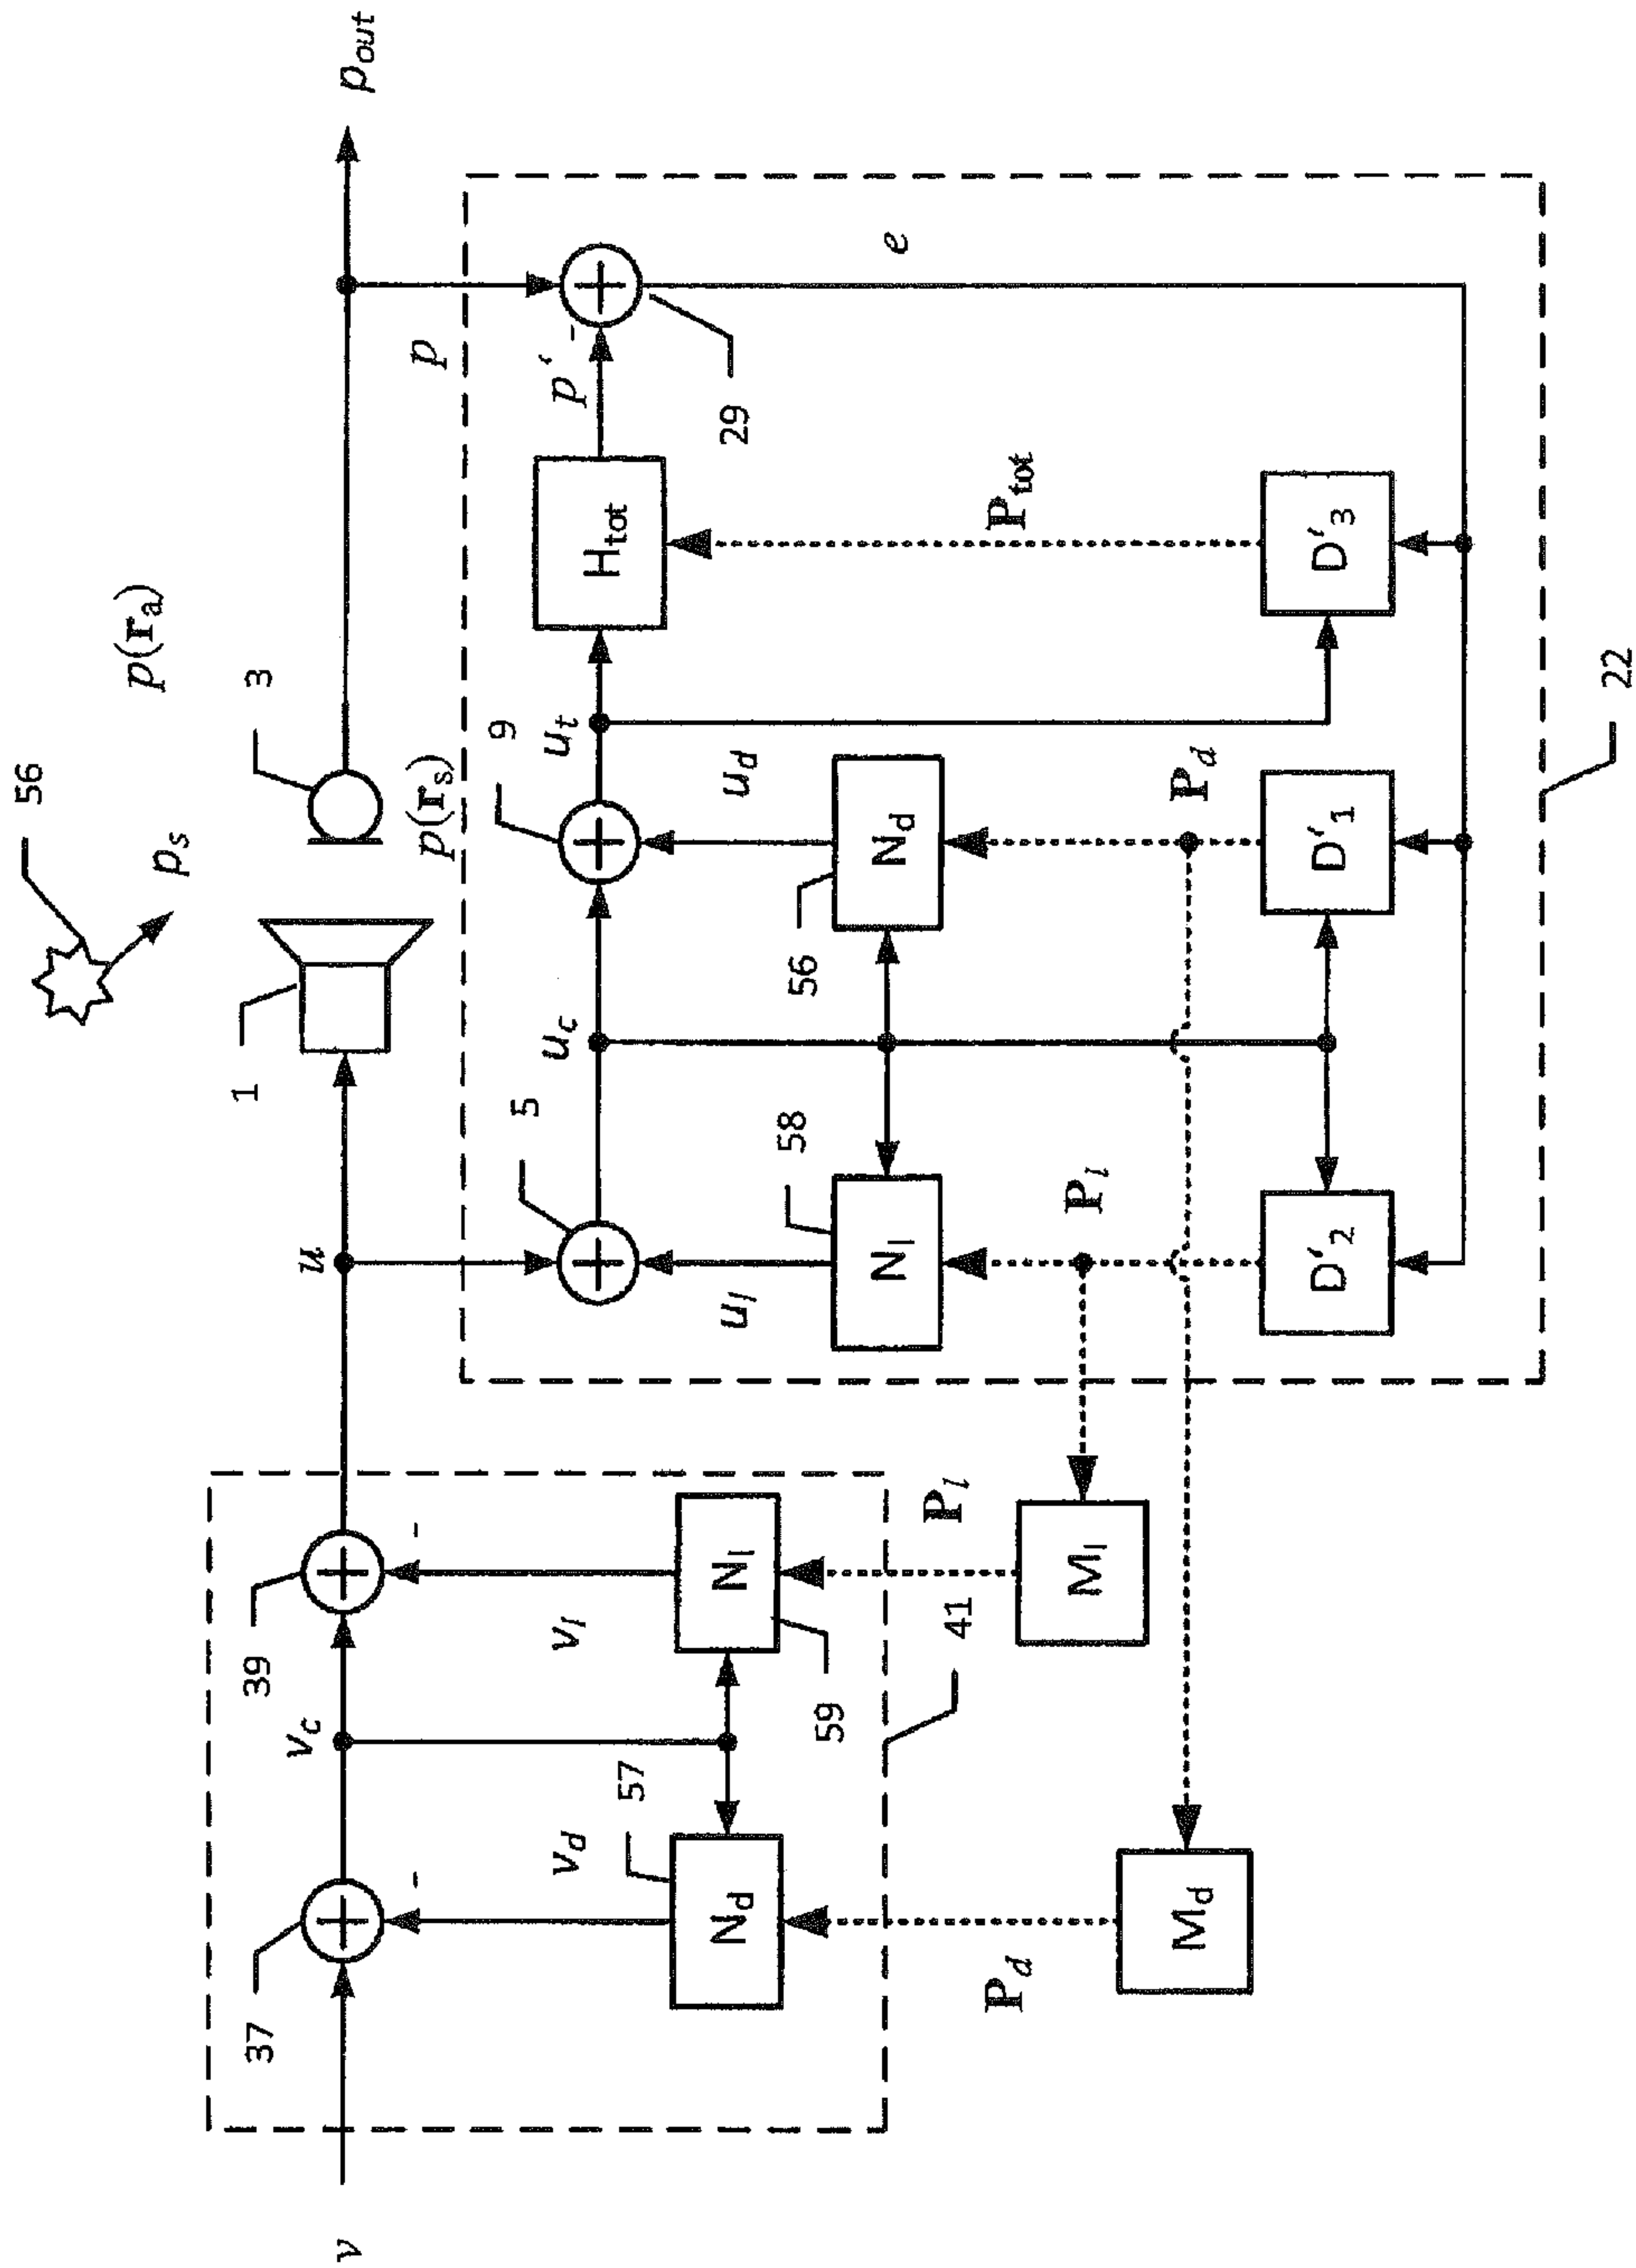 56
p_s
p(r_a)
1
3
p(r_s)
p_out
v
37
v_c
39
u
-
-
v_d
v_l
57
59
N_d
N_l
41
P_d
P_l
M_d
M_l
5
u_c
9
u_t
H_tot
p'
-
p
29
e
u_l
58
N_l
u_d
56
N_d
P_l
P_d
P_tot
D'_2
D'_1
D'_3
22